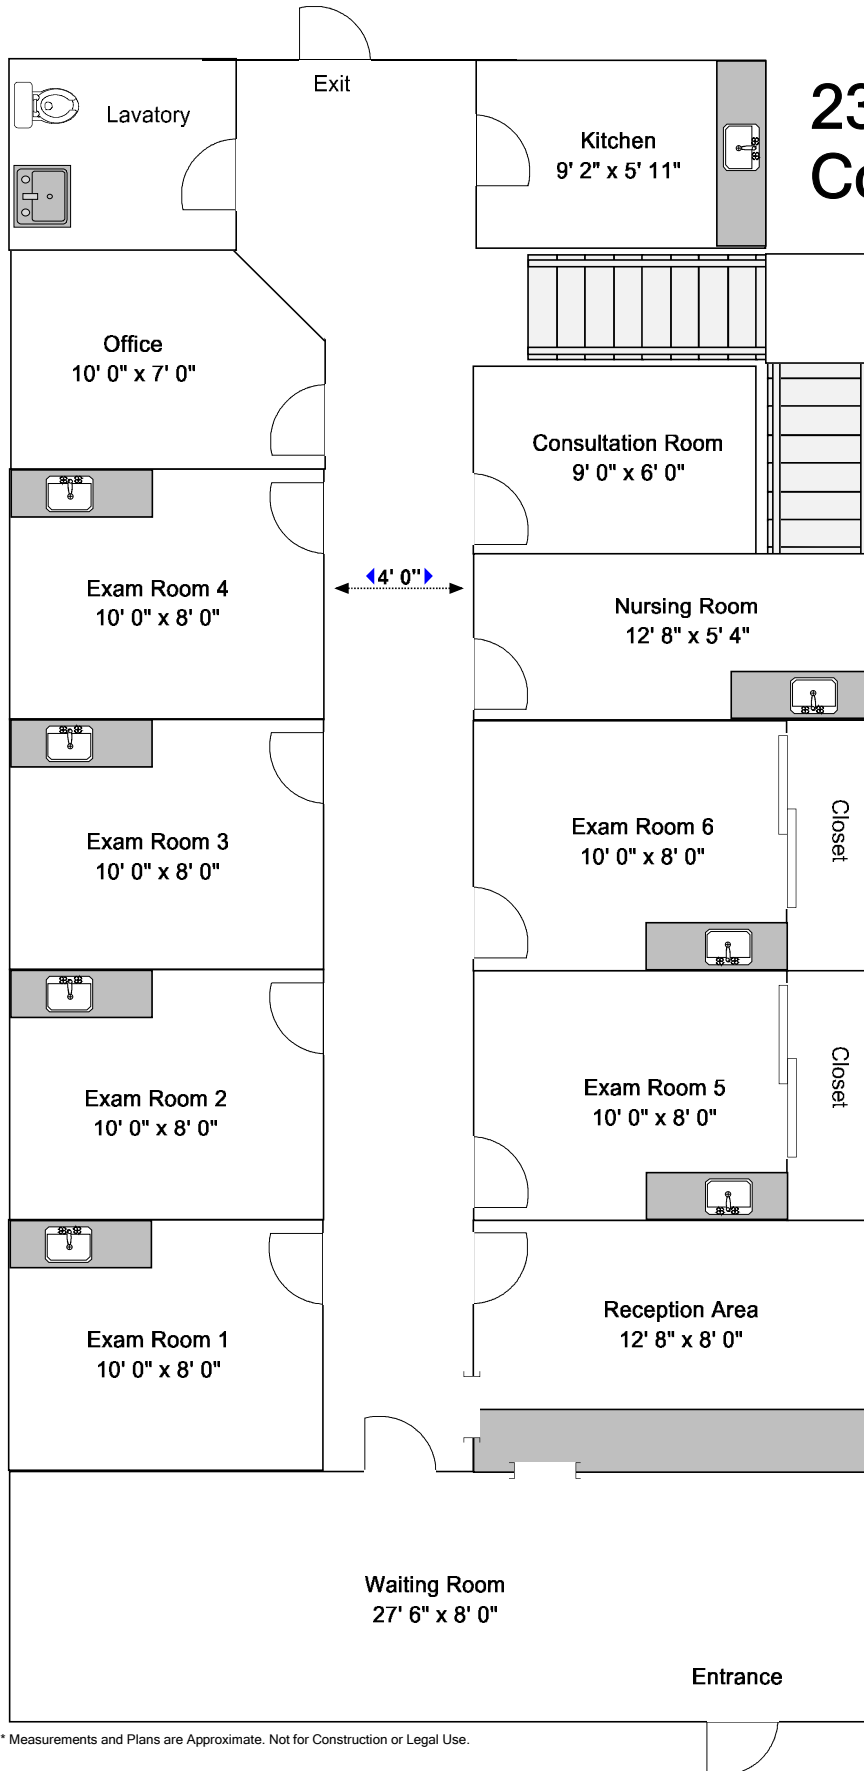 Exit
Lavatory
Kitchen
9' 2" x 5' 11"
23
Co
Office
10' 0" x 7' 0"
Consultation Room
9' 0" x 6' 0"
4' 0"
Exam Room 4
10' 0" x 8' 0"
Nursing Room
12' 8" x 5' 4"
Exam Room 3
10' 0" x 8' 0"
Exam Room 6
10' 0" x 8' 0"
Closet
Exam Room 2
10' 0" x 8' 0"
Exam Room 5
10' 0" x 8' 0"
Closet
Exam Room 1
10' 0" x 8' 0"
Reception Area
12' 8" x 8' 0"
Waiting Room
27' 6" x 8' 0"
Entrance
* Measurements and Plans are Approximate. Not for Construction or Legal Use.